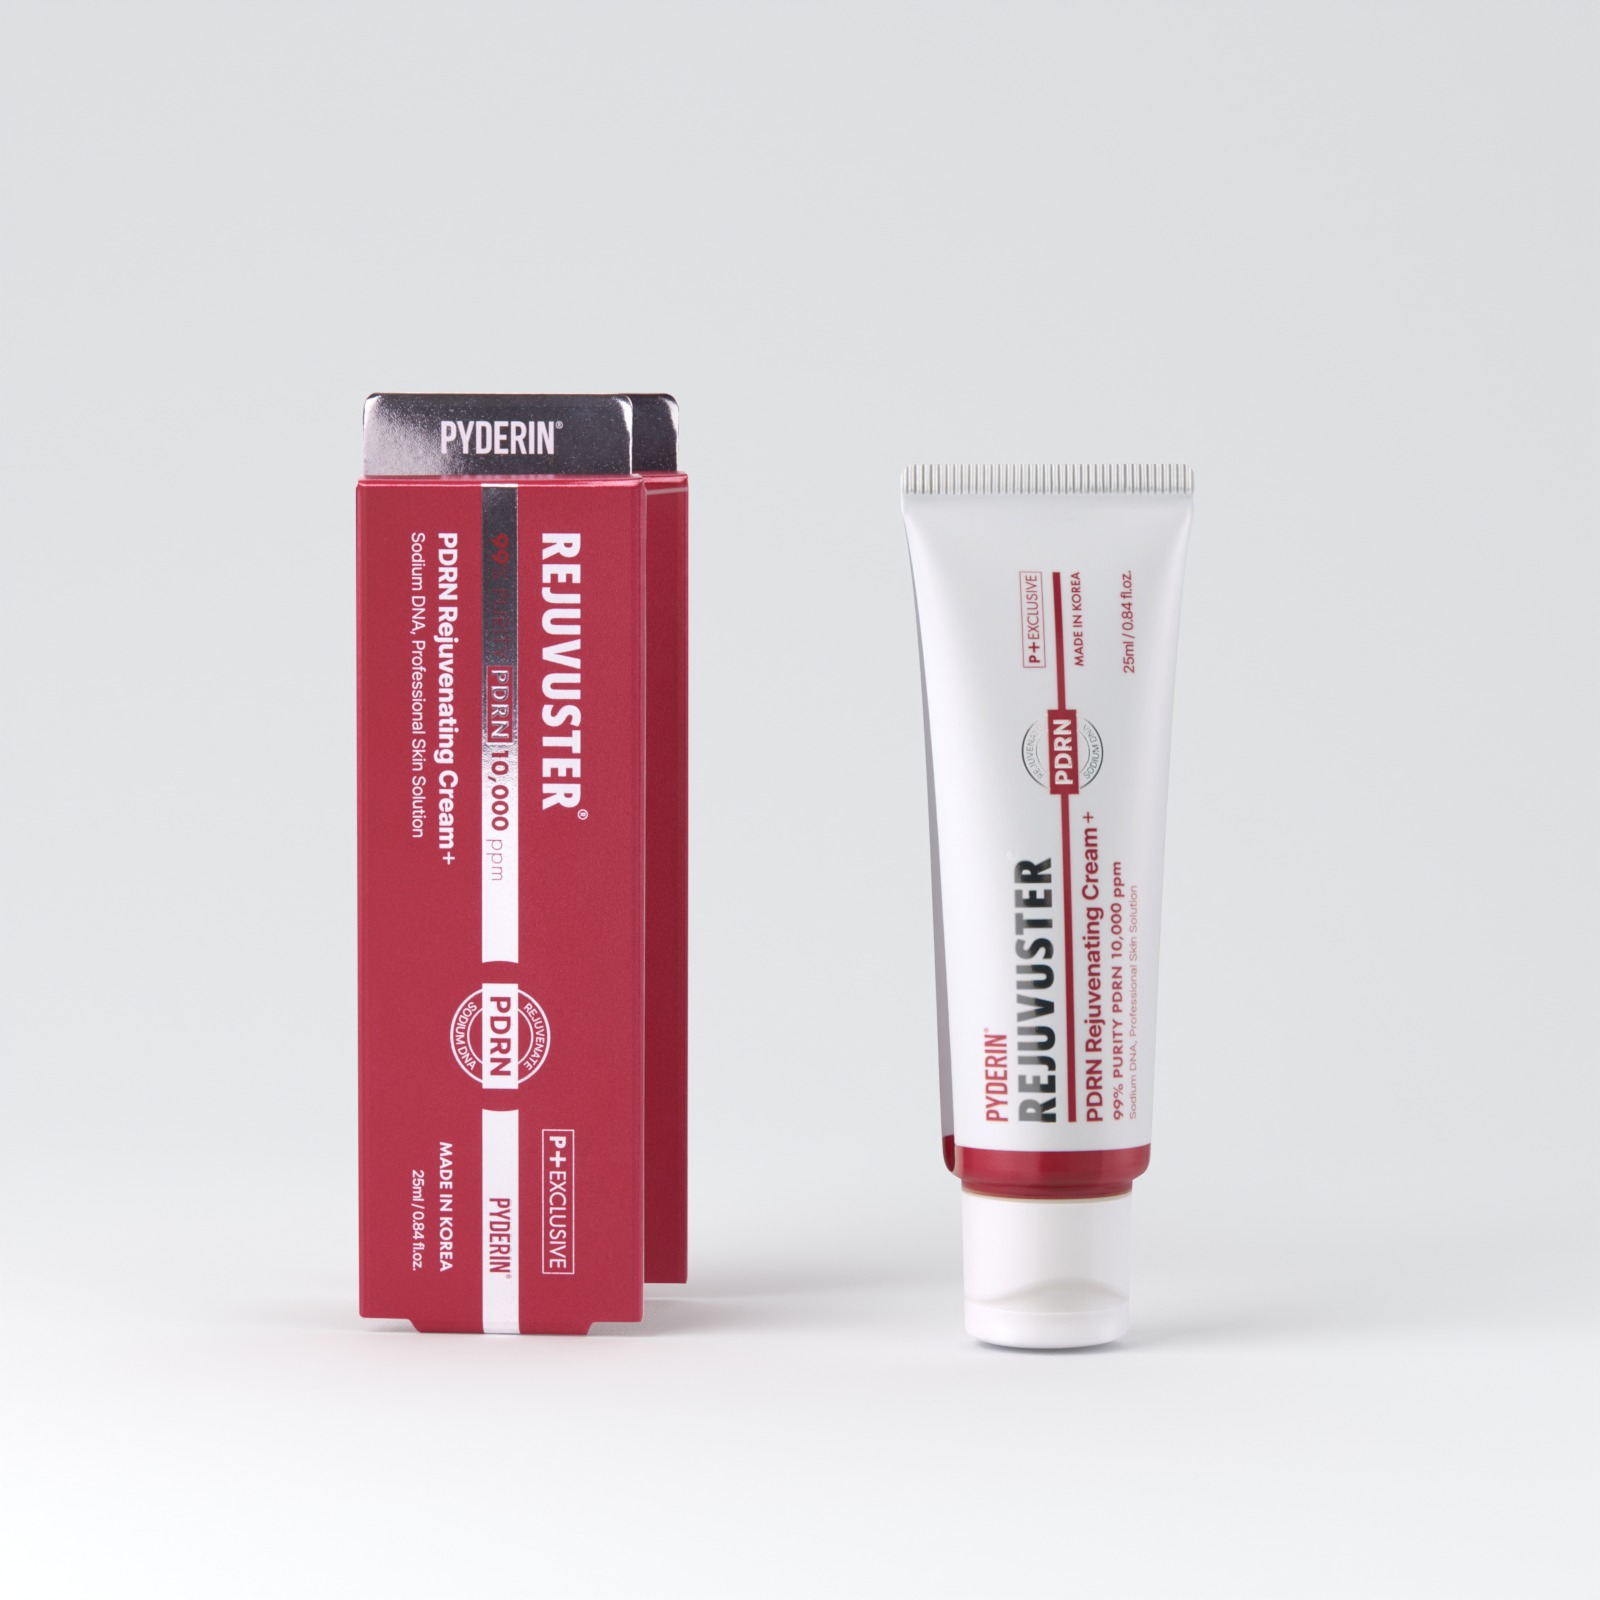 PYDERIN®
REJUVUSTER®
99% PURITY PDRN 10,000 ppm
PDRN Rejuvenating Cream+
Sodium DNA, Professional Skin Solution
REJUVENATE
PDRN
SODIUM DNA
P+EXCLUSIVE
PYDERIN®
MADE IN KOREA
25ml / 0.84 fl.oz.
PYDERIN®
REJUVUSTER
PDRN Rejuvenating Cream+
99% PURITY PDRN 10,000 ppm
Sodium DNA, Professional Skin Solution
PDRN
SODIUM DNA
P+EXCLUSIVE
MADE IN KOREA
25ml / 0.84 fl.oz.